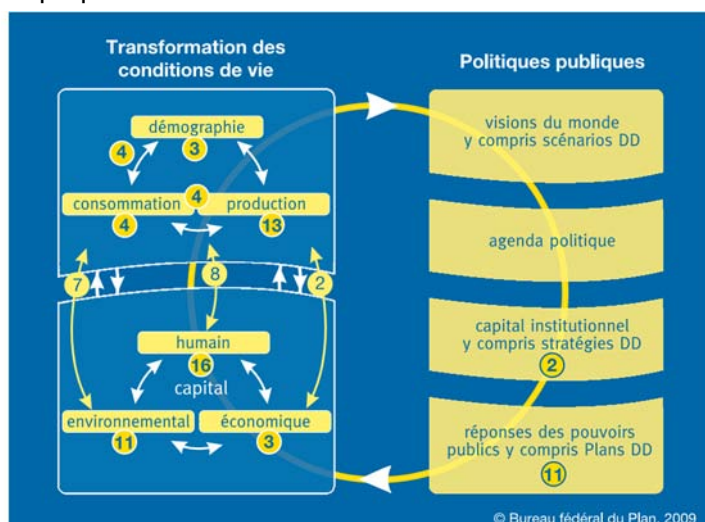 Transformation des
conditions de vie
démographie
4
3
4
consommation
production
4
13
7
8
2
humain
16
capital
environnemental
économique
11
3
Politiques publiques
visions du monde
y compris scénarios DD
agenda politique
capital institutionnel
y compris stratégies DD
2
réponses des pouvoirs
publics y compris Plans DD
11
© Bureau fédéral du Plan, 2009